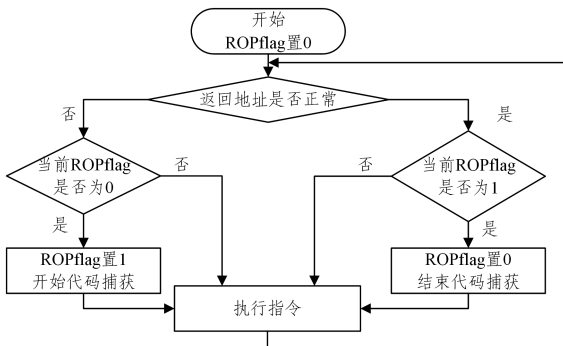 开始
ROPflag置0
返回地址是否正常
否
是
当前ROPflag
是否为0
否
否
当前ROPflag
是否为1
是
是
ROPflag置1
开始代码捕获
ROPflag置0
结束代码捕获
执行指令